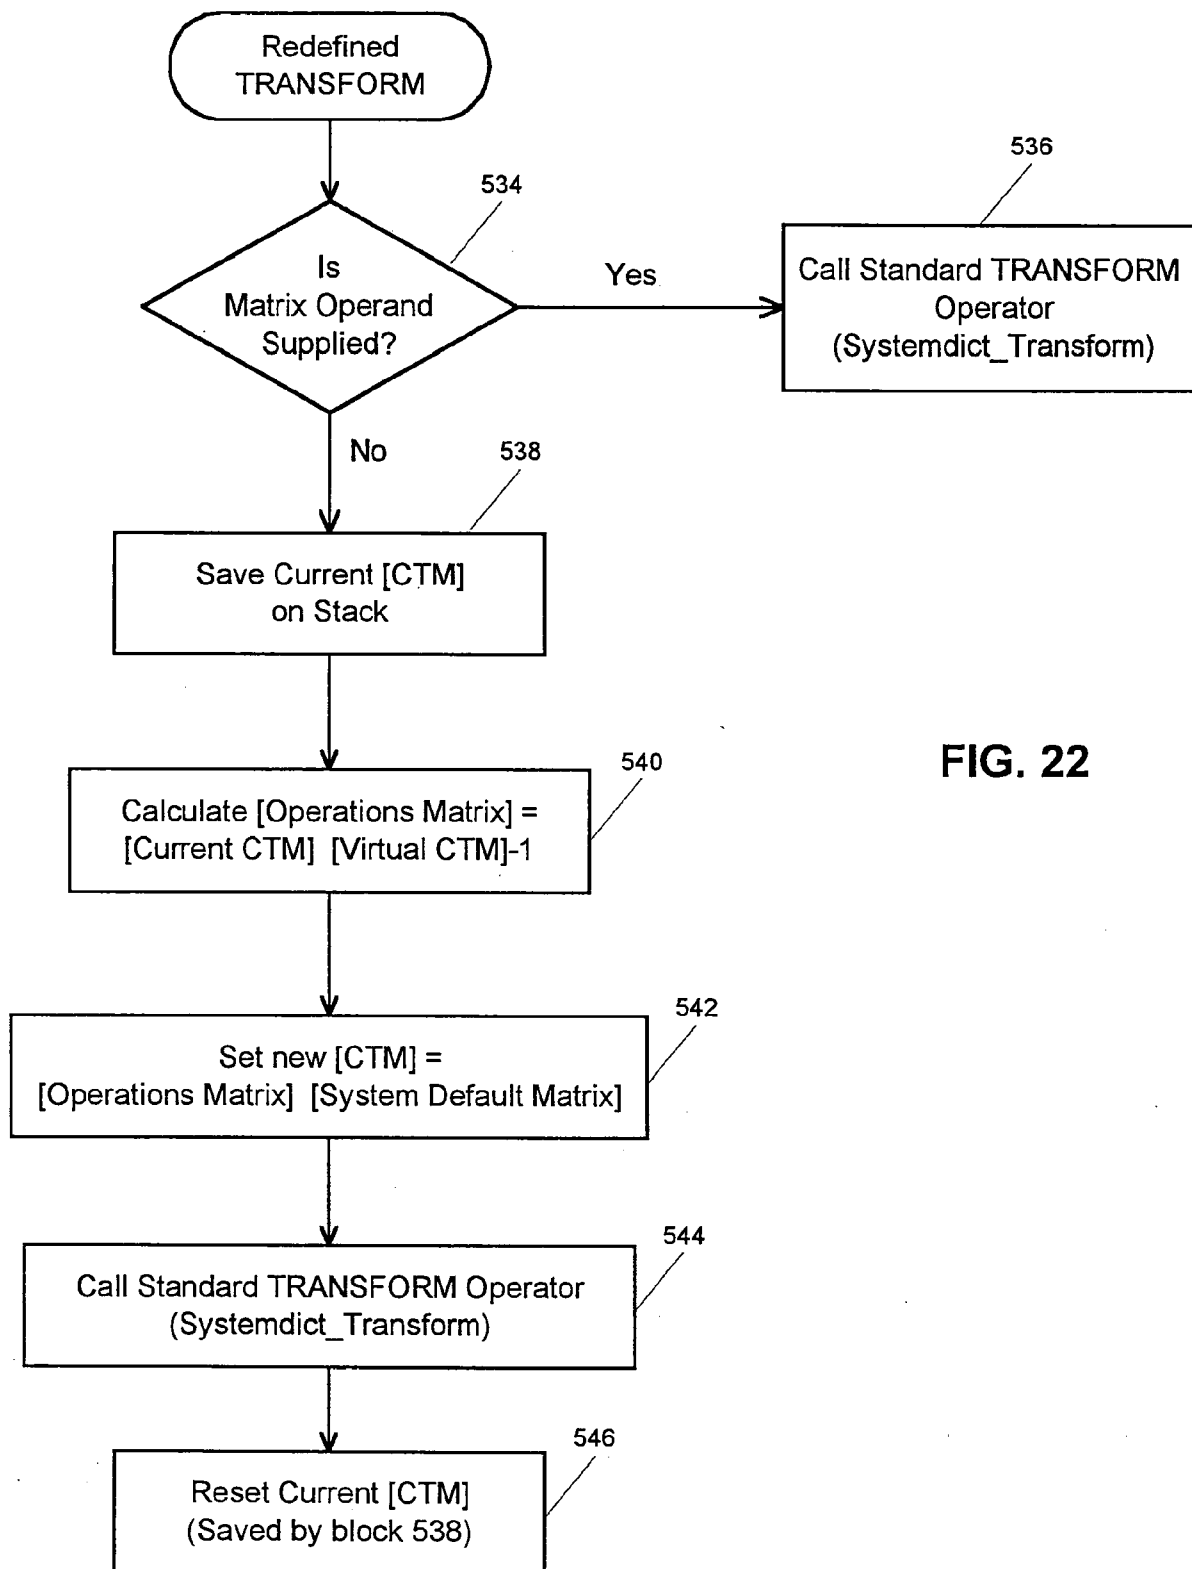 Redefined
TRANSFORM
534
Is
Matrix Operand
Supplied?
Yes
536
Call Standard TRANSFORM
Operator
(Systemdict_Transform)
No
538
Save Current [CTM]
on Stack
540
Calculate [Operations Matrix] =
[Current CTM] [Virtual CTM]-1
FIG. 22
542
Set new [CTM] =
[Operations Matrix] [System Default Matrix]
544
Call Standard TRANSFORM Operator
(Systemdict_Transform)
546
Reset Current [CTM]
(Saved by block 538)